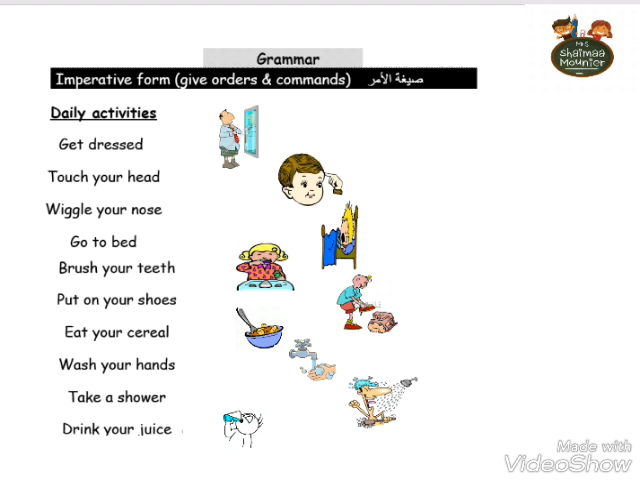 Mrs
Shaimaa
Mounier
Grammar
Imperative form (give orders & commands) صيغة الأمر
Daily activities
Get dressed
Touch your head
Wiggle your nose
Go to bed
Brush your teeth
Put on your shoes
Eat your cereal
Wash your hands
Take a shower
Drink your juice
Made with
VideoShow